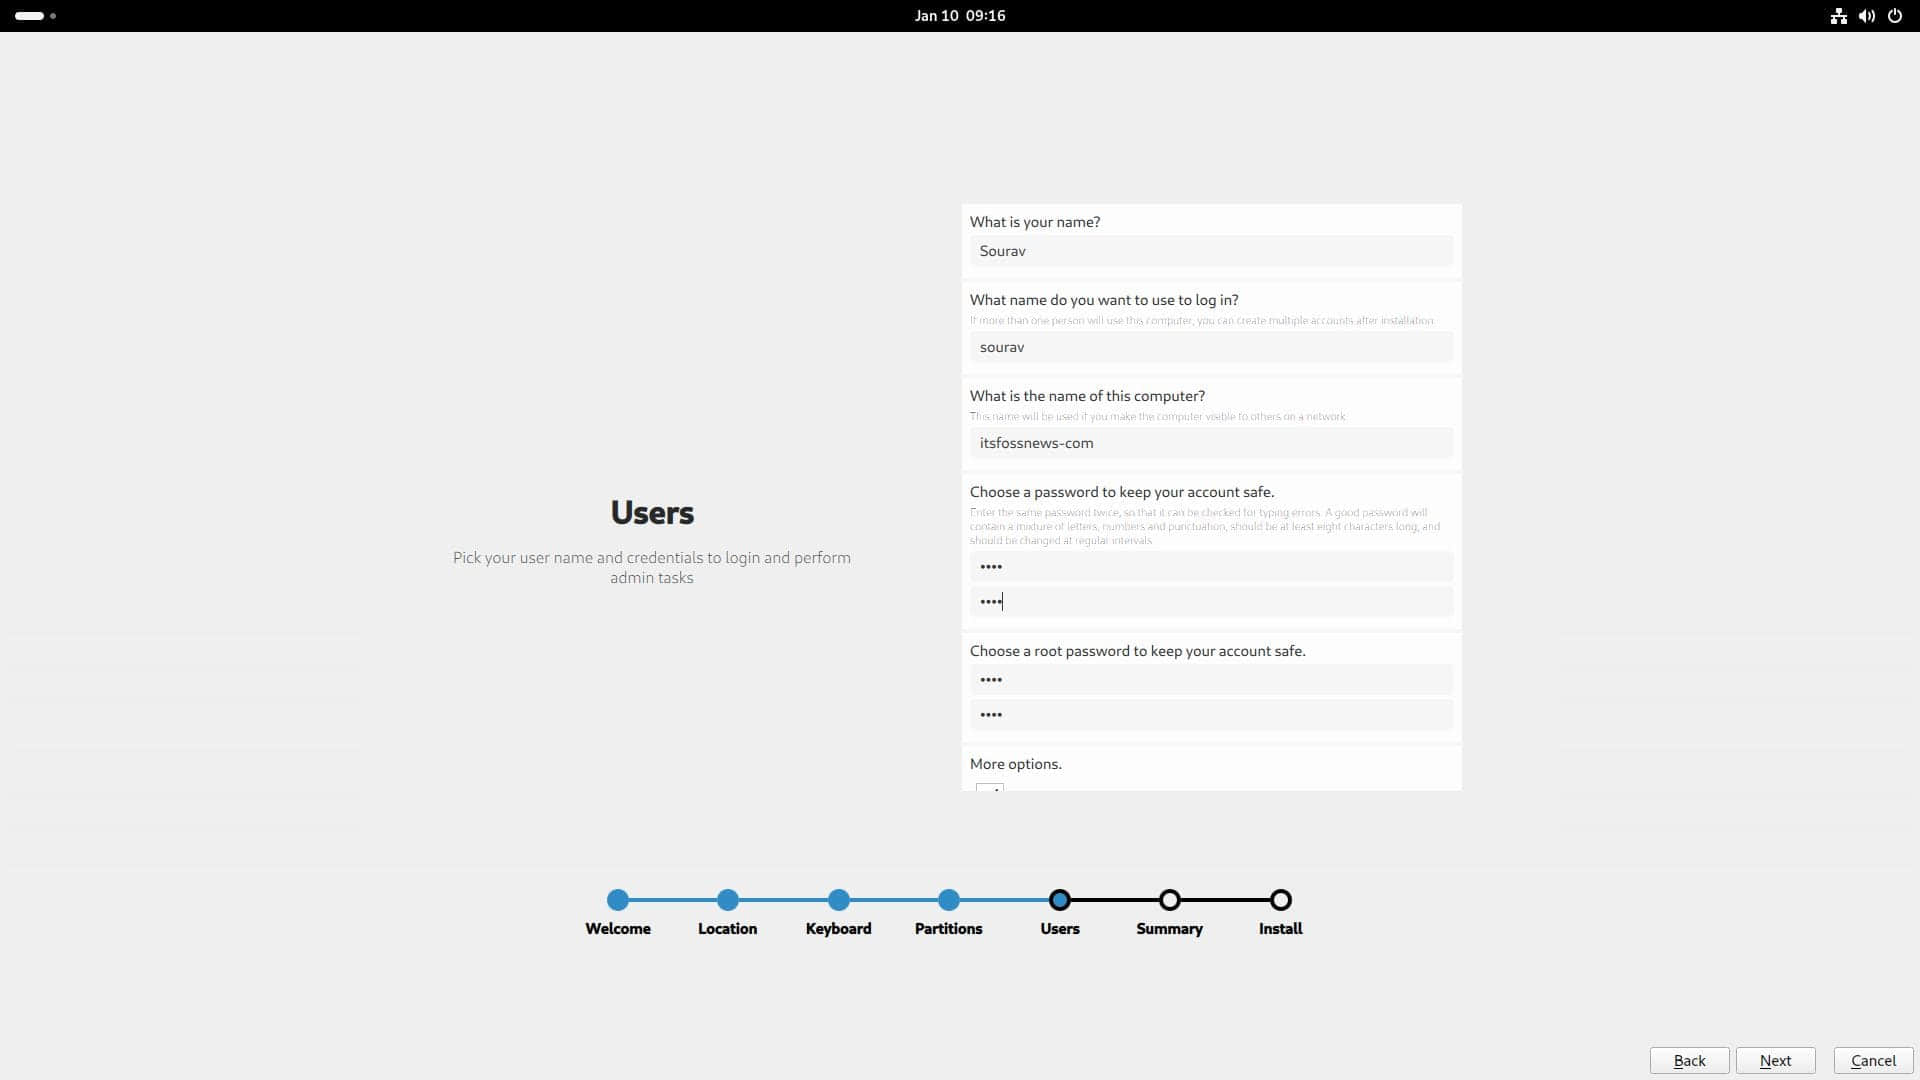 Jan 10 09:16
What is your name?
Sourav
What name do you want to use to log in?
If more than one person will use this computer, you can create multiple accounts after installation.
sourav
What is the name of this computer?
This name will be used if you make the computer visible to others on a network.
itsfossnews-com
Choose a password to keep your account safe.
Enter the same password twice, so that it can be checked for typing errors. A good password will
contain a mixture of letters, numbers and punctuation, should be at least eight characters long, and
should be changed at regular intervals.
••••
••••
Users
Pick your user name and credentials to login and perform
admin tasks
Choose a root password to keep your account safe.
••••
••••
More options.
Welcome
Location
Keyboard
Partitions
Users
Summary
Install
Back
Next
Cancel